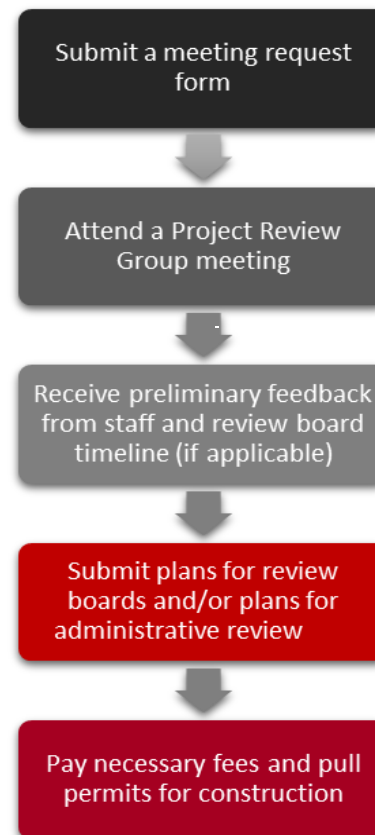 Submit a meeting request
form
Attend a Project Review
Group meeting
Receive preliminary feedback
from staff and review board
timeline (if applicable)
Submit plans for review
boards and/or plans for
administrative review
Pay necessary fees and pull
permits for construction